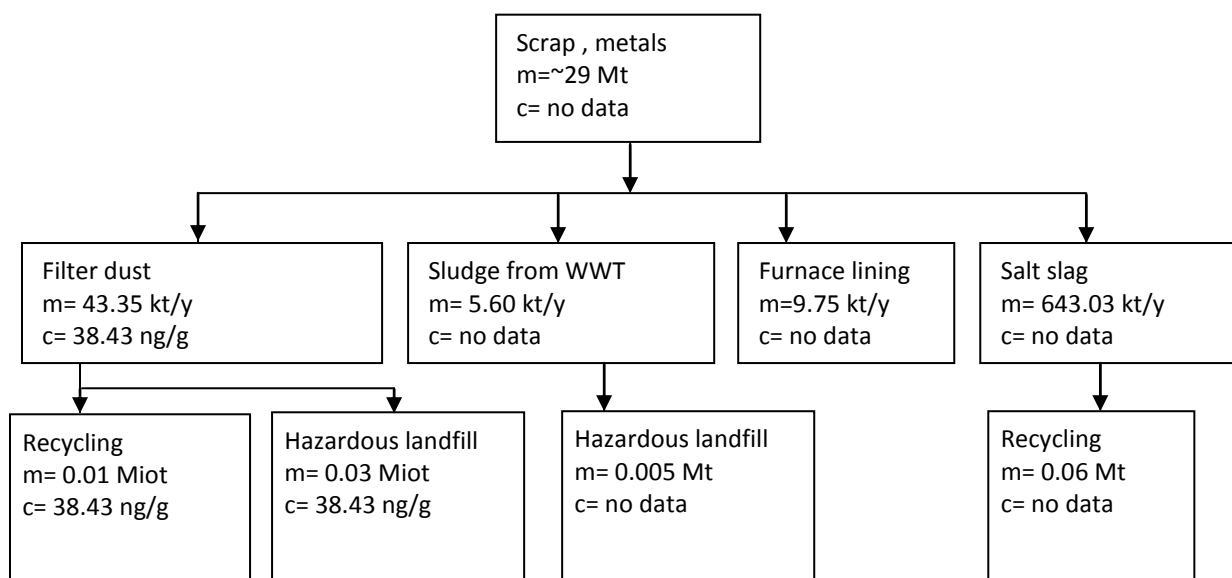 Scrap , metals
m=~29 Mt
c= no data
Filter dust
m= 43.35 kt/y
c= 38.43 ng/g
Sludge from WWT
m= 5.60 kt/y
c= no data
Furnace lining
m=9.75 kt/y
c= no data
Salt slag
m= 643.03 kt/y
c= no data
Recycling
m= 0.01 Miot
c= 38.43 ng/g
Hazardous landfill
m= 0.03 Miot
c= 38.43 ng/g
Hazardous landfill
m= 0.005 Mt
c= no data
Recycling
m= 0.06 Mt
c= no data